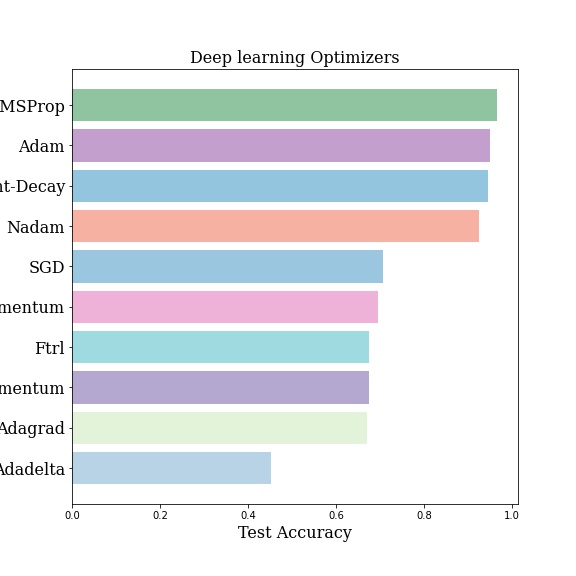 Deep learning Optimizers
MSProp
Adam
nt-Decay
Nadam
SGD
mentum
Ftrl
mentum
Adagrad
Adadelta
0.0 0.2 0.4 0.6 0.8 1.0
Test Accuracy